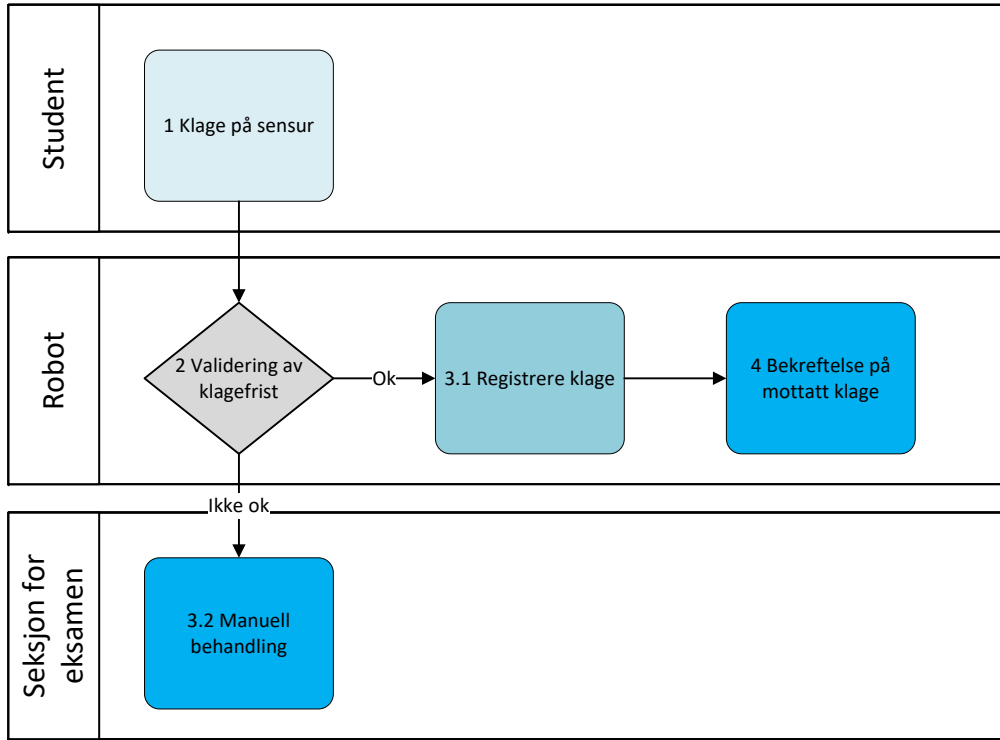 Student
1 Klage på sensur
Robot
2 Validering av
klagefrist
Ok
3.1 Registrere klage
4 Bekreftelse på
mottatt klage
Ikke ok
Seksjon for
eksamen
3.2 Manuell
behandling